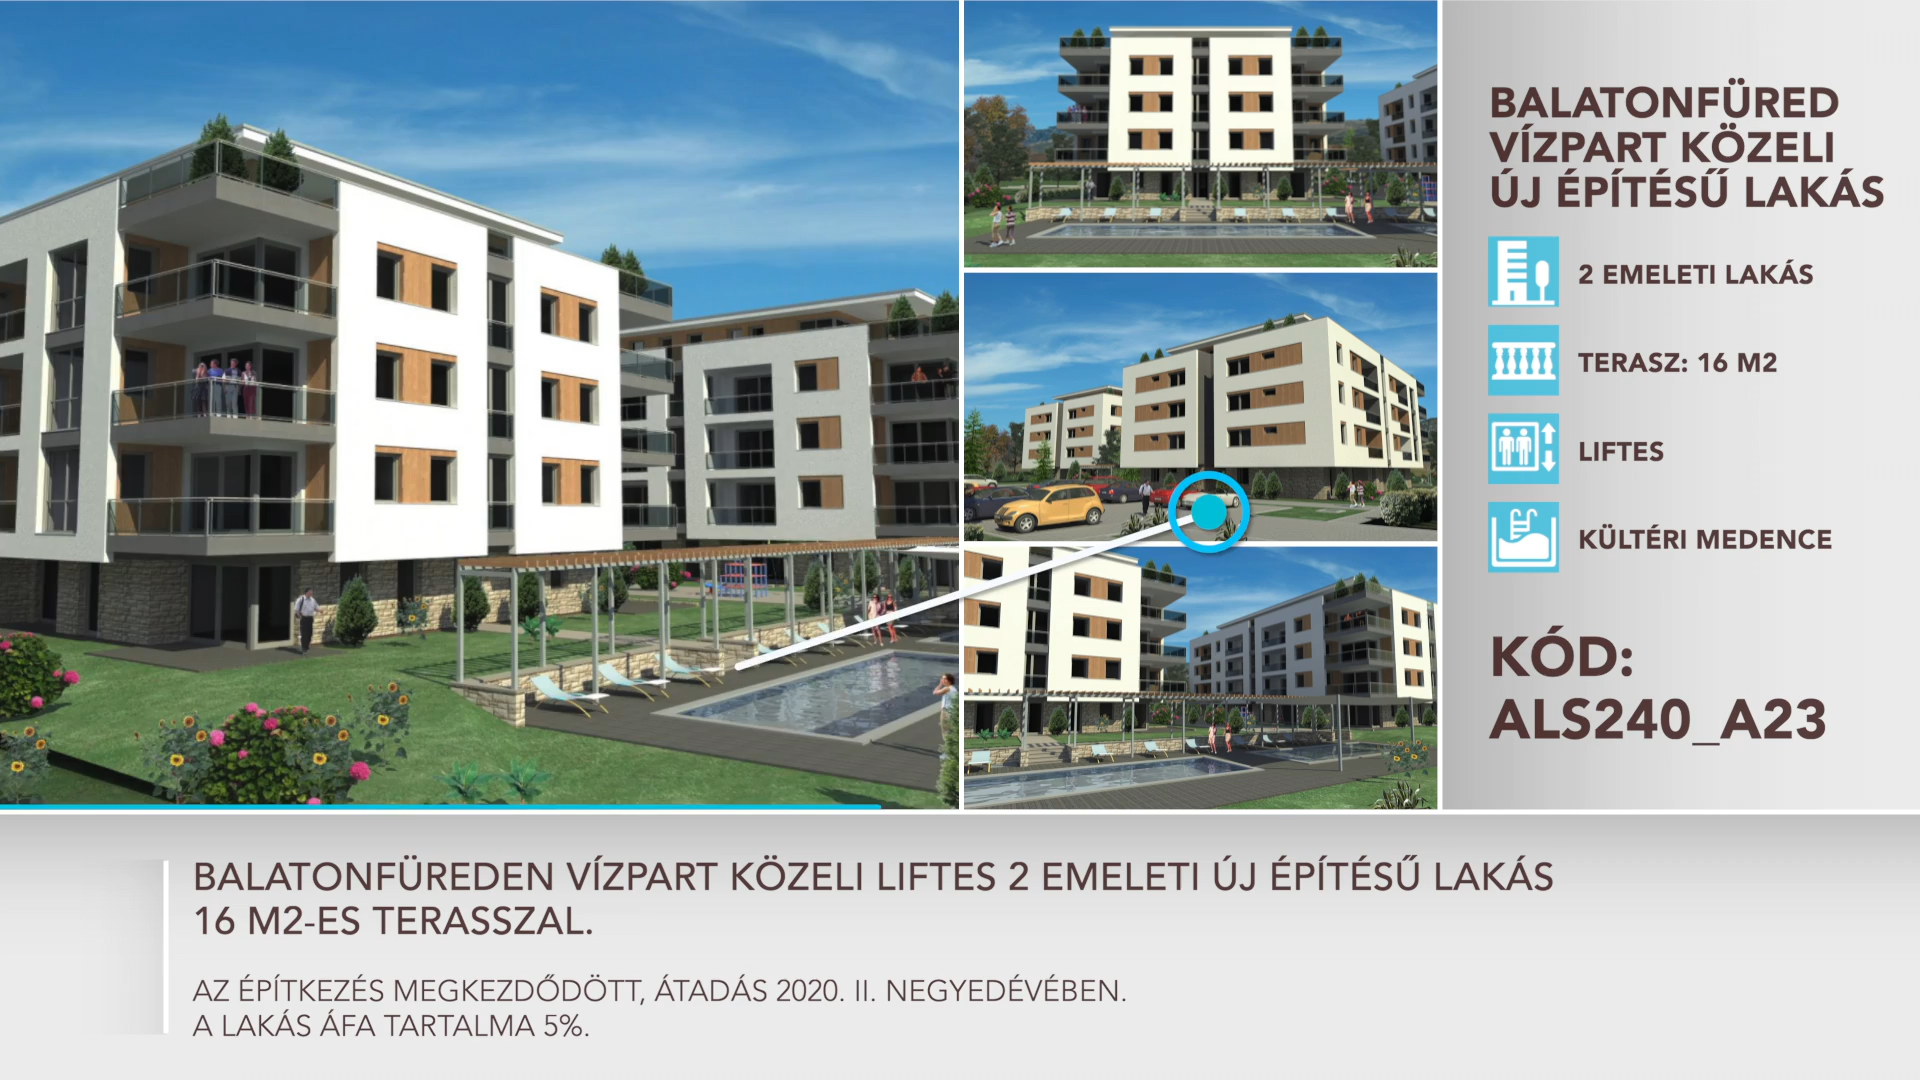 BALATONFÜRED
VÍZPART KÖZELI
ÚJ ÉPÍTÉSŰ LAKÁS
2 EMELETI LAKÁS
TERASZ: 16 M2
LIFTES
KÜLTÉRI MEDENCE
KÓD:
ALS240_A23
BALATONFÜREDEN VÍZPART KÖZELI LIFTES 2 EMELETI ÚJ ÉPÍTÉSŰ LAKÁS
16 M2-ES TERASSZAL.
AZ ÉPÍTKEZÉS MEGKEZDŐDÖTT, ÁTADÁS 2020. II. NEGYEDÉVÉBEN.
A LAKÁS ÁFA TARTALMA 5%.